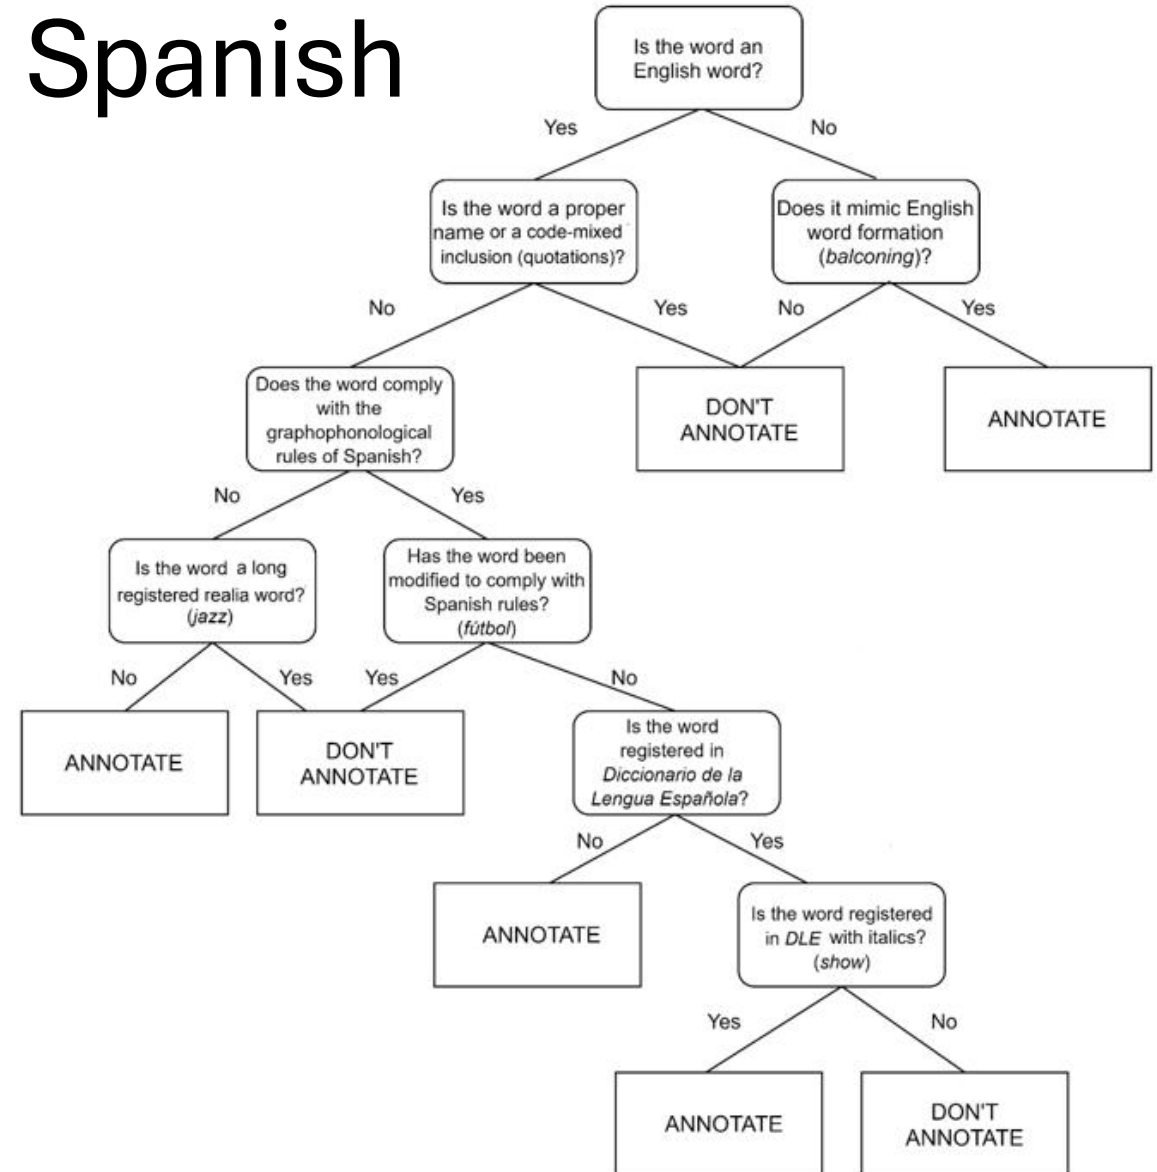 Spanish
Is the word an
English word?
Yes
No
Is the word a proper
name or a code-mixed
inclusion (quotations)?
Does it mimic English
word formation
(balconing)?
No
Yes
No
Yes
Does the word comply
with the
graphophonological
rules of Spanish?
DON'T
ANNOTATE
ANNOTATE
No
Yes
Is the word a long
registered realia word?
(jazz)
Has the word been
modified to comply with
Spanish rules?
(fútbol)
No
Yes
Yes
No
ANNOTATE
DON'T
ANNOTATE
Is the word
registered in
Diccionario de la
Lengua Española?
No
Yes
ANNOTATE
Is the word registered
in DLE with italics?
(show)
Yes
No
ANNOTATE
DON'T
ANNOTATE